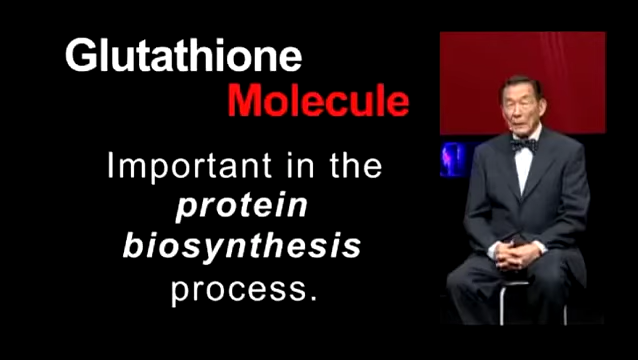 Glutathione
Molecule
Important in the
protein
biosynthesis
process.